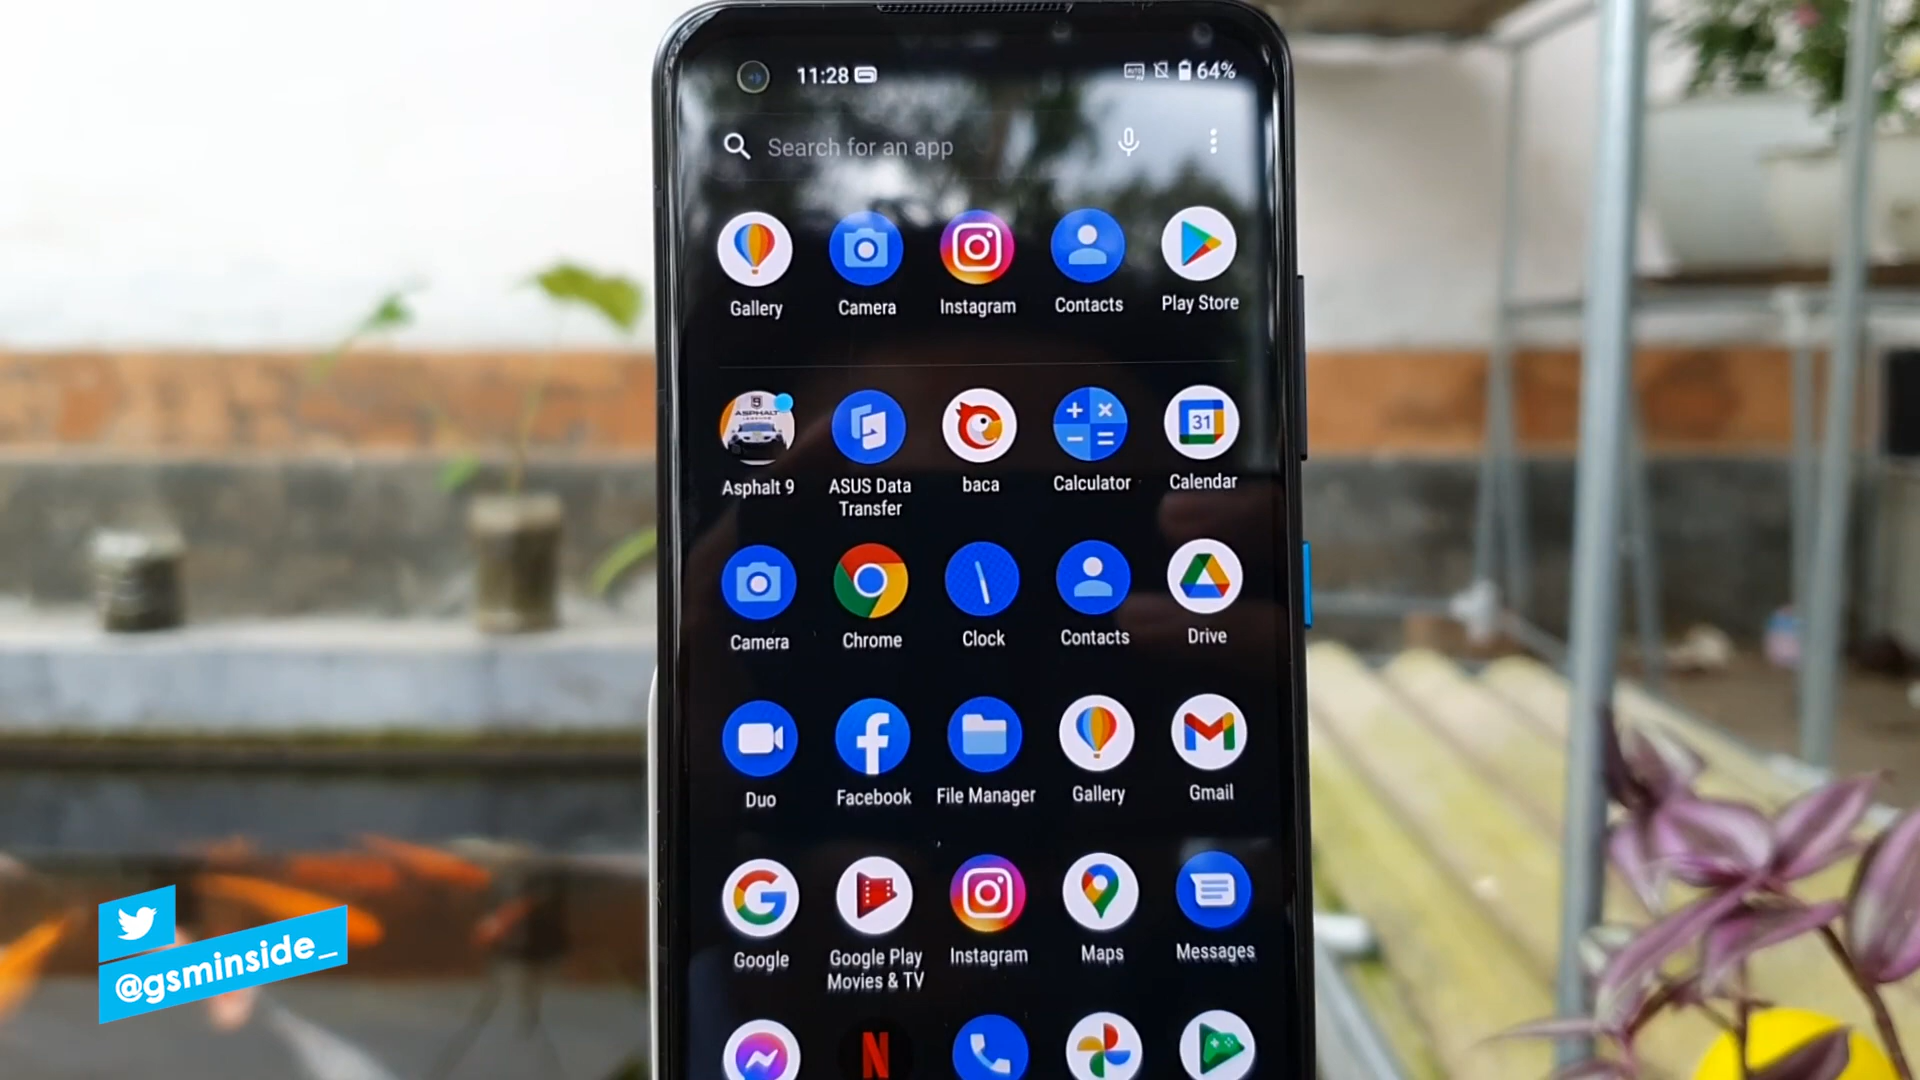 11:28
64%
Search for an app
Gallery
Camera
Instagram
Contacts
Play Store
ASPHALT
Asphalt 9
ASUS Data
Transfer
baca
Calculator
31
Calendar
Camera
Chrome
Clock
Contacts
Drive
Duo
Facebook
File Manager
Gallery
Gmail
Google
Google Play
Movies & TV
Instagram
Maps
Messages
@gsminside_